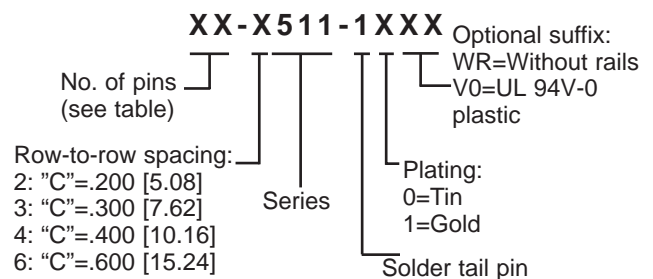 XX-X511-1XXX
Optional suffix:
WR=Without rails
V0=UL 94V-0
plastic
No. of pins
(see table)
Row-to-row spacing:
2: ”C”=.200 [5.08]
3: “C”=.300 [7.62]
4: “C”=.400 [10.16]
6: “C”=.600 [15.24]
Series
Plating:
0=Tin
1=Gold
Solder tail pin